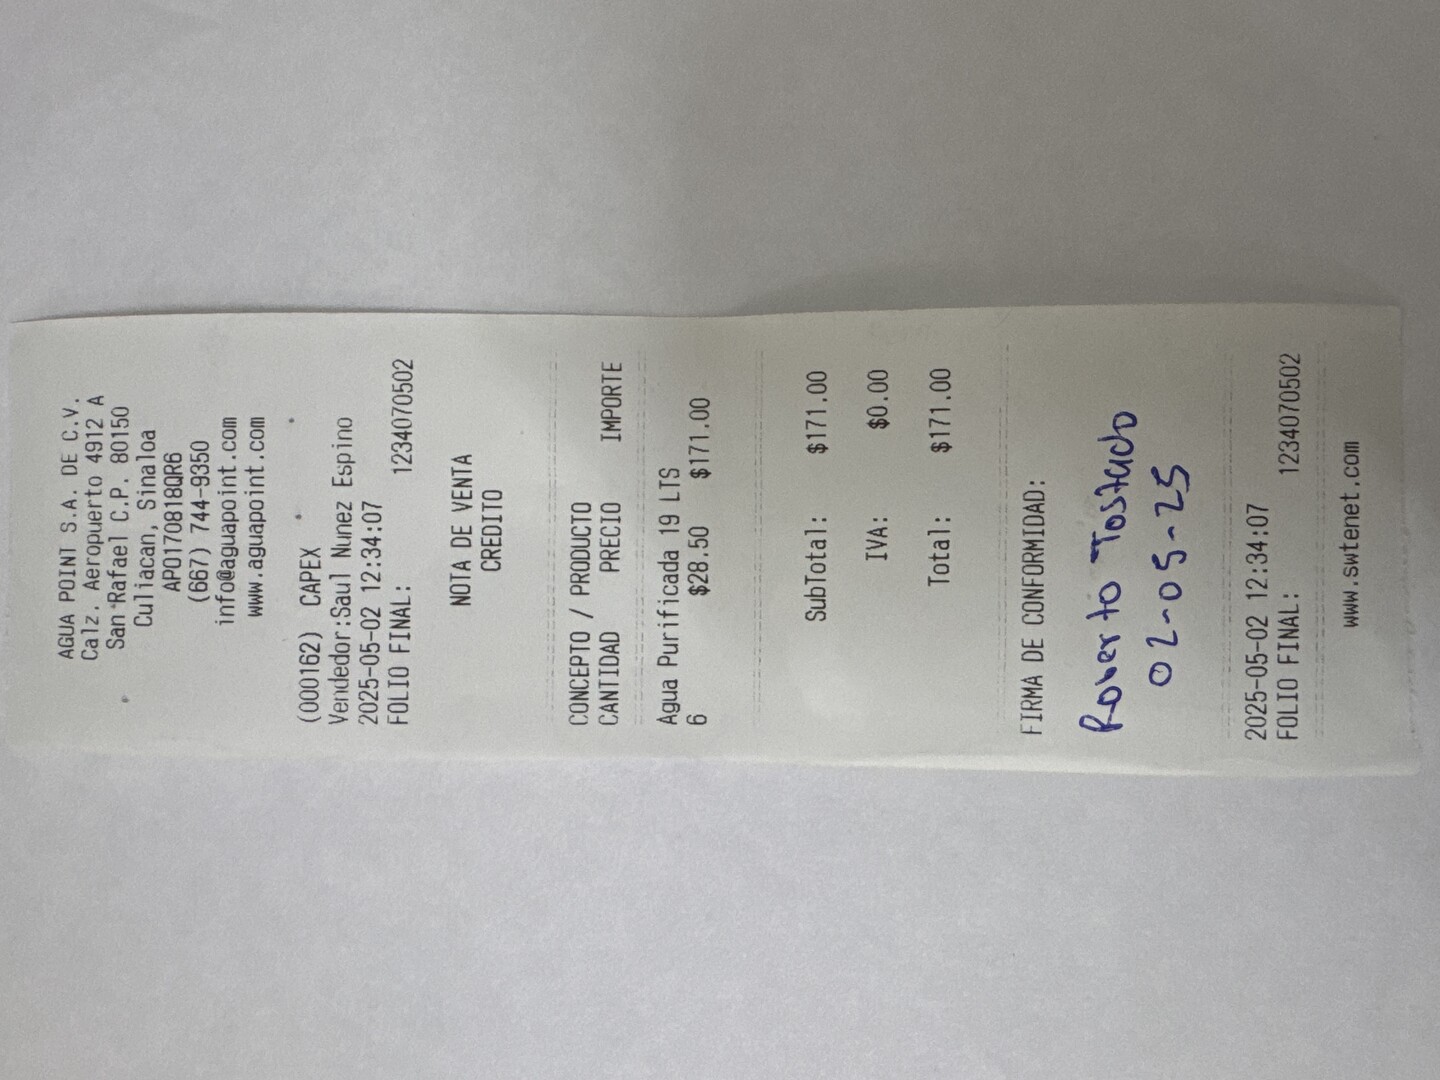 AGUA POINT S.A. DE C.V.
Calz. Aeropuerto 4912 A
San Rafael C.P. 80150
Culiacan, Sinaloa
APO170818QR6
(667) 744-9350
info@aguapoint.com
www.aguapoint.com
(000162) CAPEX
Vendedor:Saul Nunez Espino
2025-05-02 12:34:07
FOLIO FINAL: 1234070502
NOTA DE VENTA
CREDITO
CONCEPTO / PRODUCTO
CANTIDAD PRECIO IMPORTE
Agua Purificada 19 LTS
6 $28.50 $171.00
SubTotal: $171.00
IVA: $0.00
Total: $171.00
FIRMA DE CONFORMIDAD:
Roberto Tostado
02-05-25
2025-05-02 12:34:07
FOLIO FINAL: 1234070502
www.swtenet.com